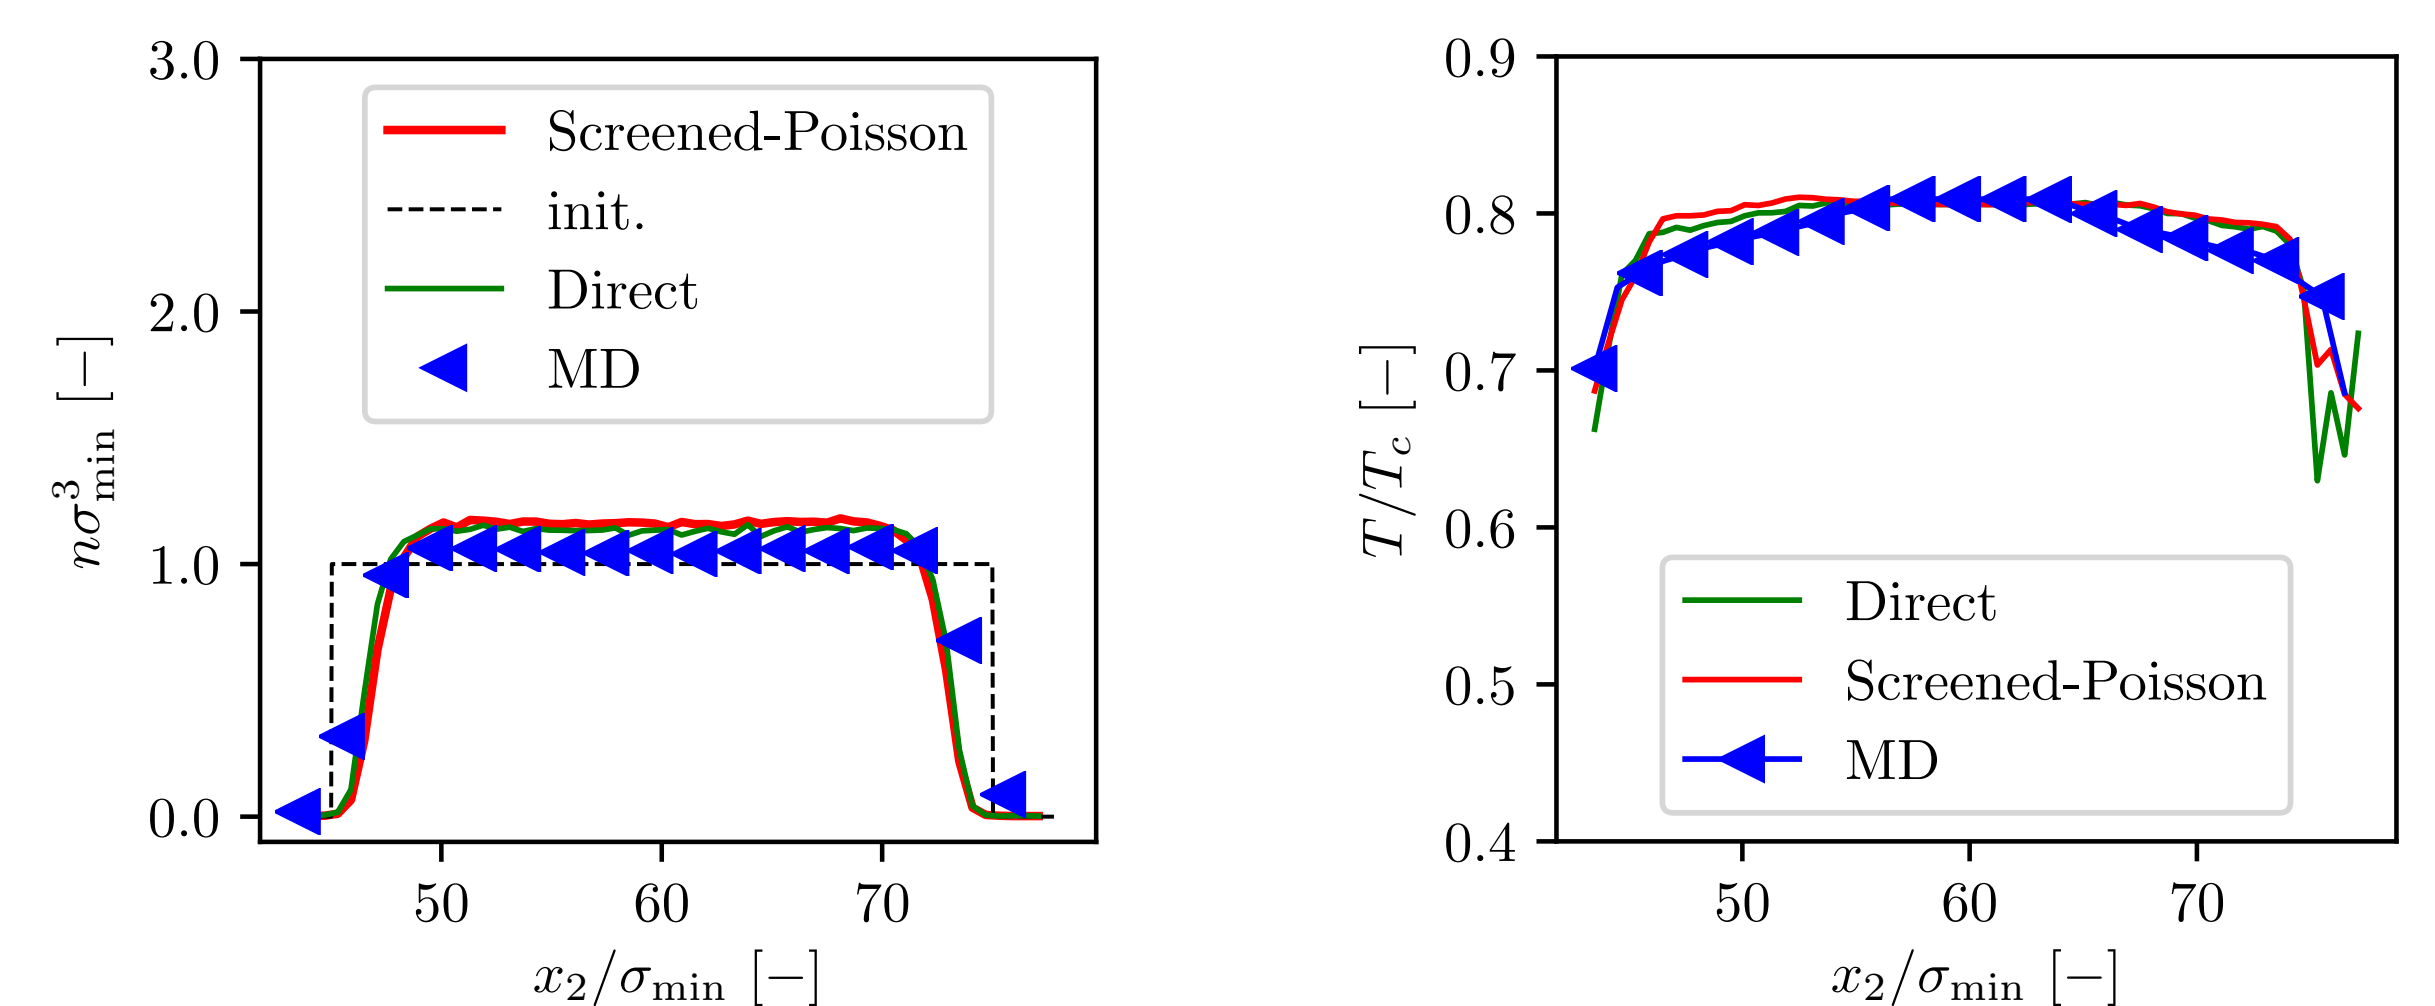 3.0
2.0
1.0
0.0
nσ³min [−]
Screened-Poisson
init.
Direct
MD
50 60 70
x₂/σmin [−]
0.9
0.8
0.7
0.6
0.5
0.4
T/Tc [−]
Direct
Screened-Poisson
MD
50 60 70
x₂/σmin [−]